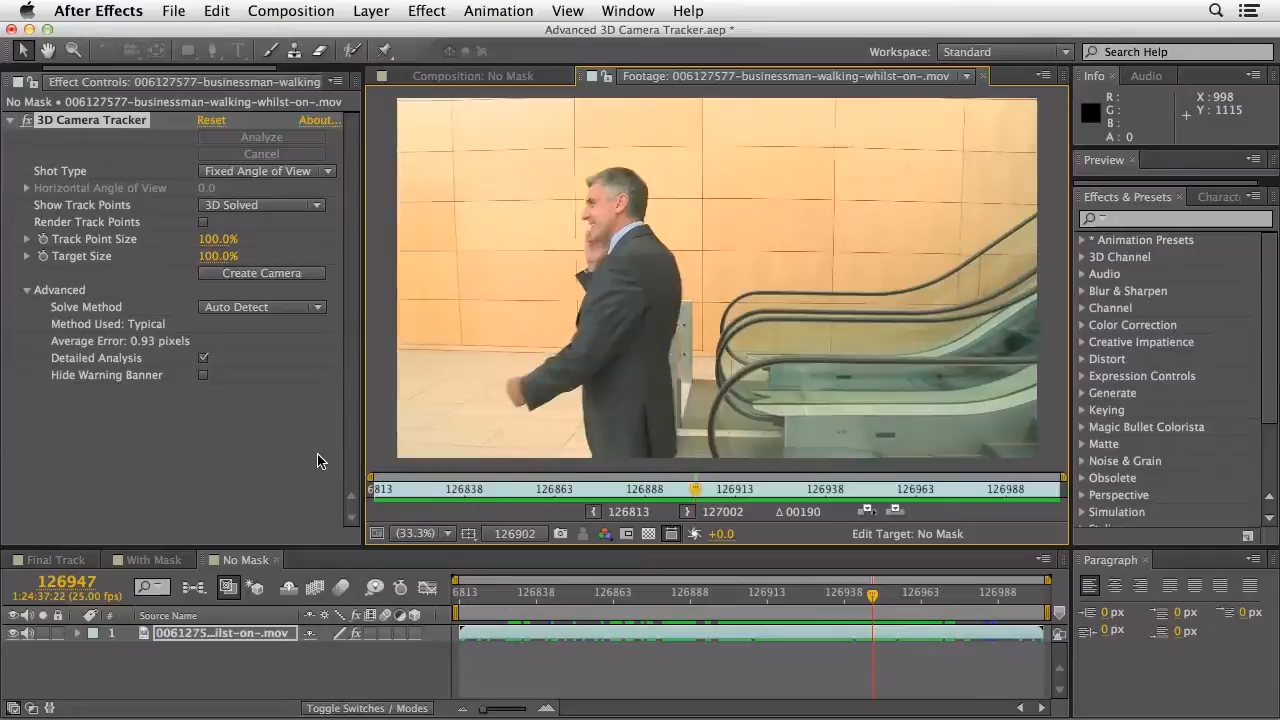 After Effects File Edit Composition Layer Effect Animation View Window Help
Advanced 3D Camera Tracker.aep *
Workspace: Standard Search Help
Effect Controls: 006127577-businessman-walking
Composition: No Mask
Footage: 006127577-businessman-walking-whilst-on-.mov
Info Audio
No Mask • 006127577-businessman-walking-whilst-on-.mov
R: X : 998
G: Y : 1115
B:
A : 0
fx 3D Camera Tracker Reset About...
Analyze
Cancel
Shot Type Fixed Angle of View
Horizontal Angle of View 0.0
Show Track Points 3D Solved
Render Track Points
Track Point Size 100.0%
Target Size 100.0%
Create Camera
Advanced
Solve Method Auto Detect
Method Used: Typical
Average Error: 0.93 pixels
Detailed Analysis
Hide Warning Banner
Preview
Effects & Presets Charact
* Animation Presets
3D Channel
Audio
Blur & Sharpen
Channel
Color Correction
Creative Impatience
Distort
Expression Controls
Generate
Keying
Magic Bullet Colorista
Matte
Noise & Grain
Obsolete
Perspective
Simulation
6813 126838 126863 126888 126913 126938 126963 126988
126813 127002 Δ 00190
(33.3%) 126902 +0.0 Edit Target: No Mask
Final Track With Mask No Mask
126947
1:24:37:22 (25.00 fps)
6813 126838 126863 126888 126913 126938 126963 126988
# Source Name fx
1 [0061275...ilst-on-.mov fx
Toggle Switches / Modes
Paragraph
0 px 0 px 0 px
0 px 0 px